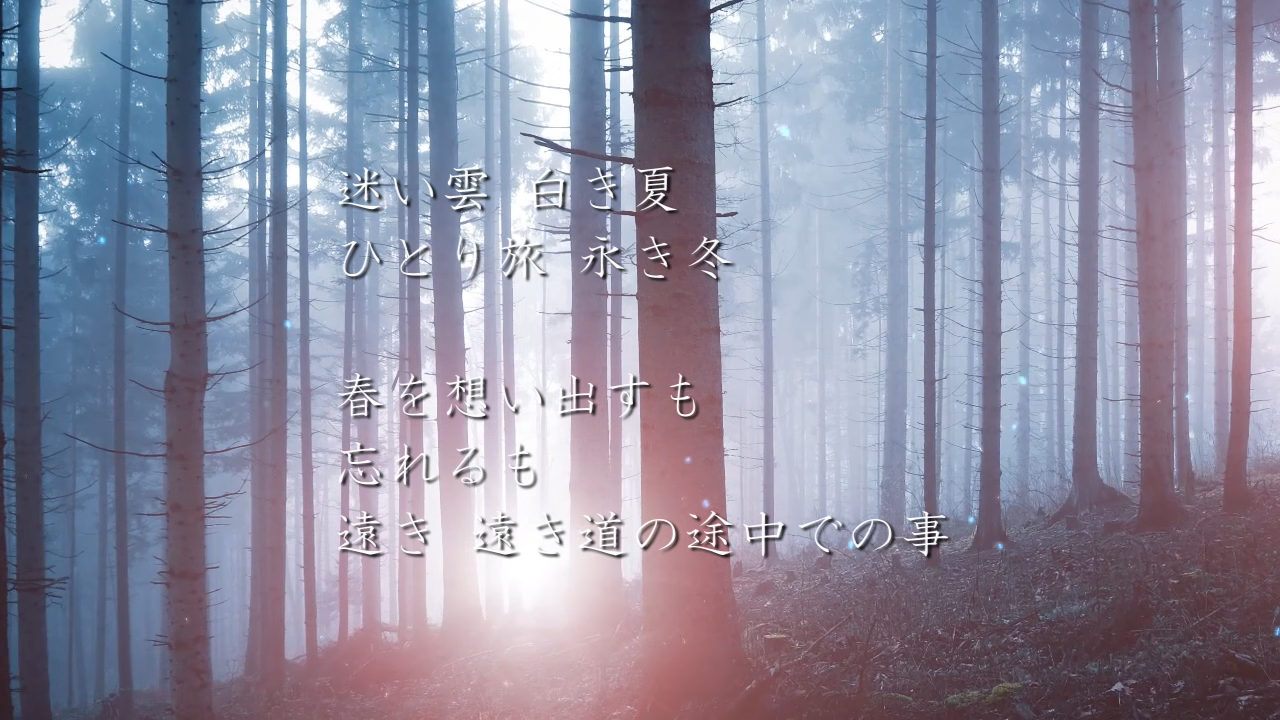 迷い雲 白き夏
ひとり旅 永き冬
春を想い出すも
忘れるも
遠き 遠き道の途中での事